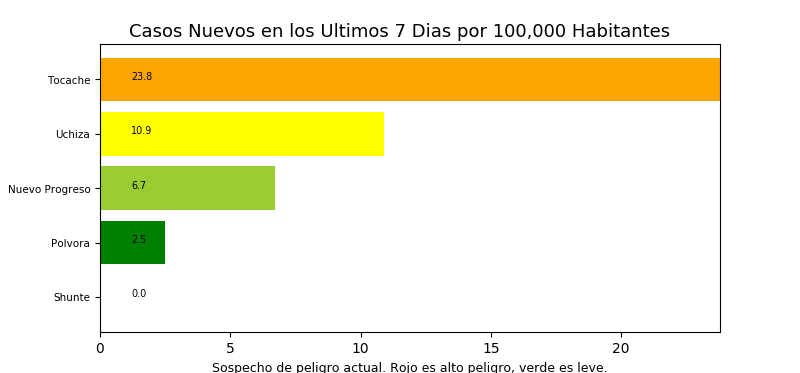 Casos Nuevos en los Ultimos 7 Dias por 100,000 Habitantes
Tocache 23.8
Uchiza 10.9
Nuevo Progreso 6.7
Polvora 2.5
Shunte 0.0
0 5 10 15 20
Sospecho de peligro actual. Rojo es alto peligro, verde es leve.